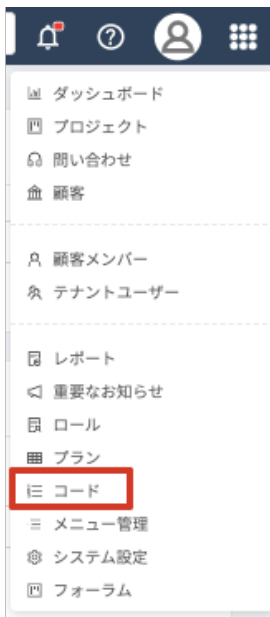 ダッシュボード
プロジェクト
問い合わせ
顧客
顧客メンバー
テナントユーザー
レポート
重要なお知らせ
ロール
プラン
コード
メニュー管理
システム設定
フォーラム